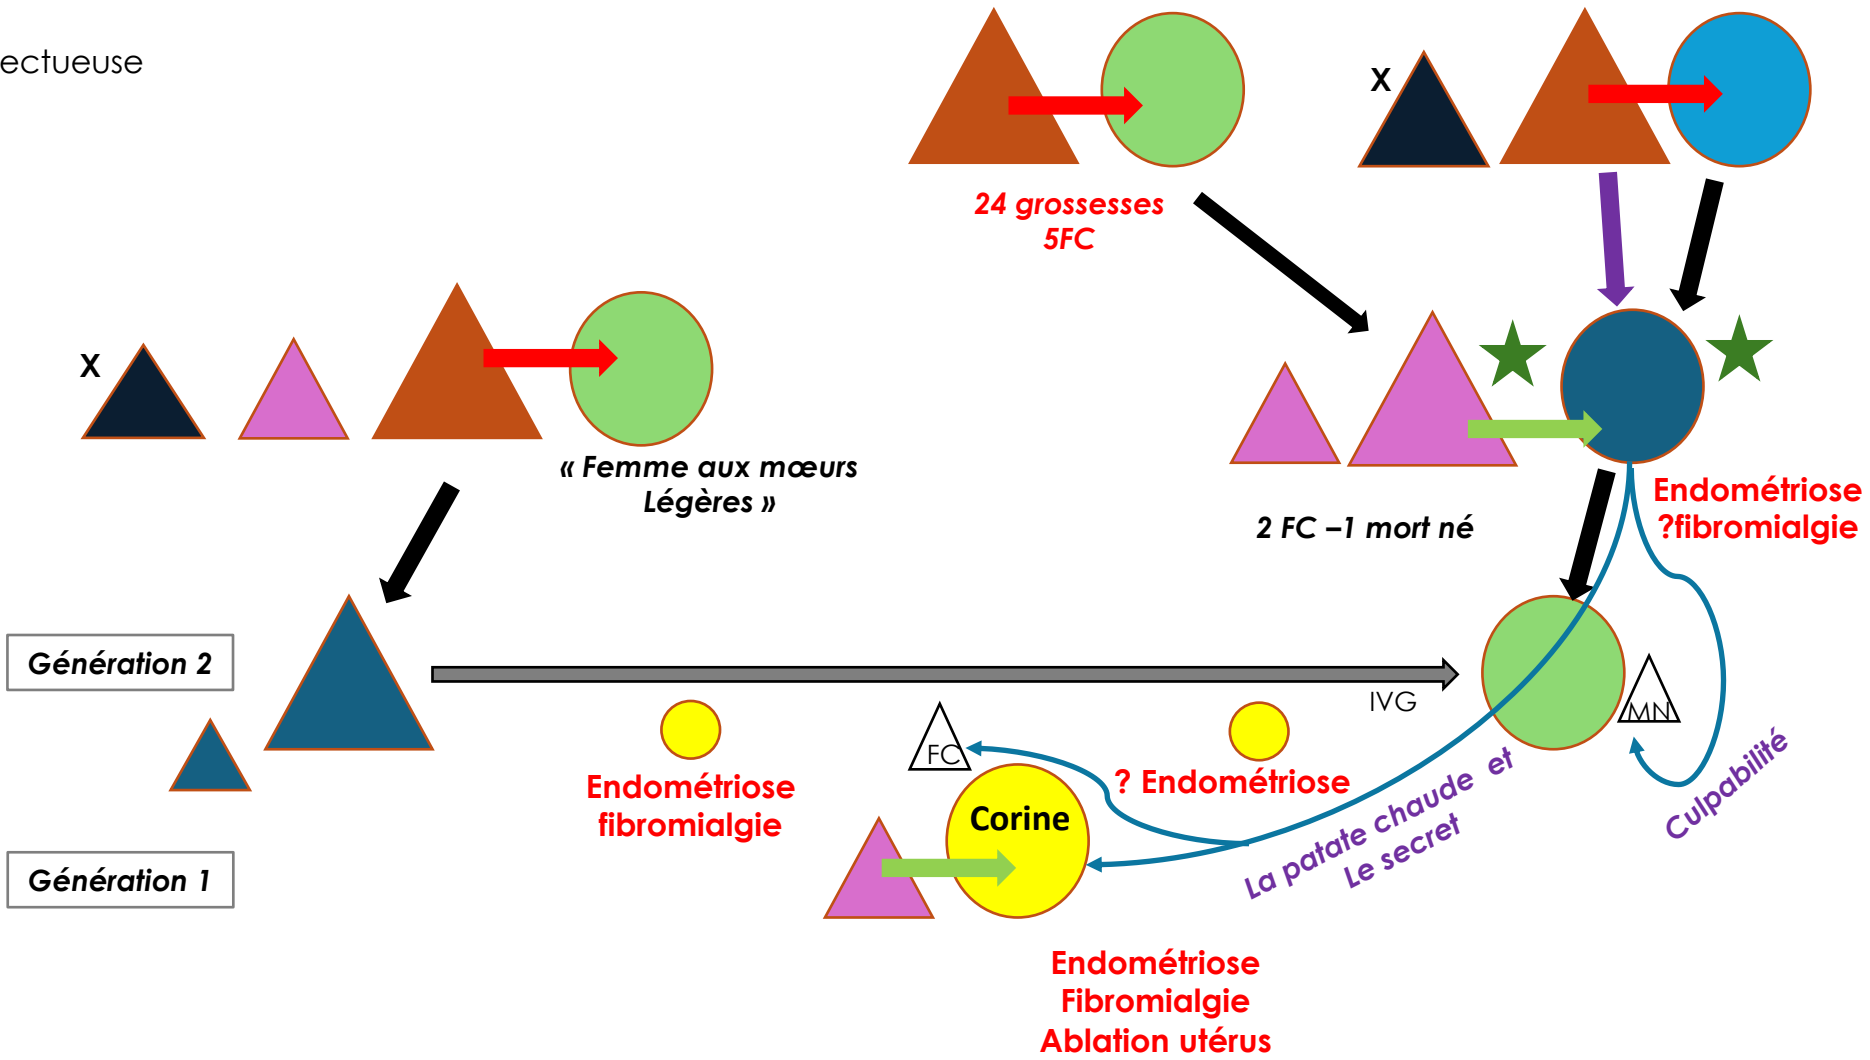 ectueuse
X
24 grossesses
5FC
X
« Femme aux mœurs
Légères »
2 FC –1 mort né
Endométriose
?fibromialgie
Génération 2
IVG
MN
FC
Endométriose
fibromialgie
? Endométriose
Corine
La patate chaude et
Le secret
Culpabilité
Génération 1
Endométriose
Fibromialgie
Ablation utérus